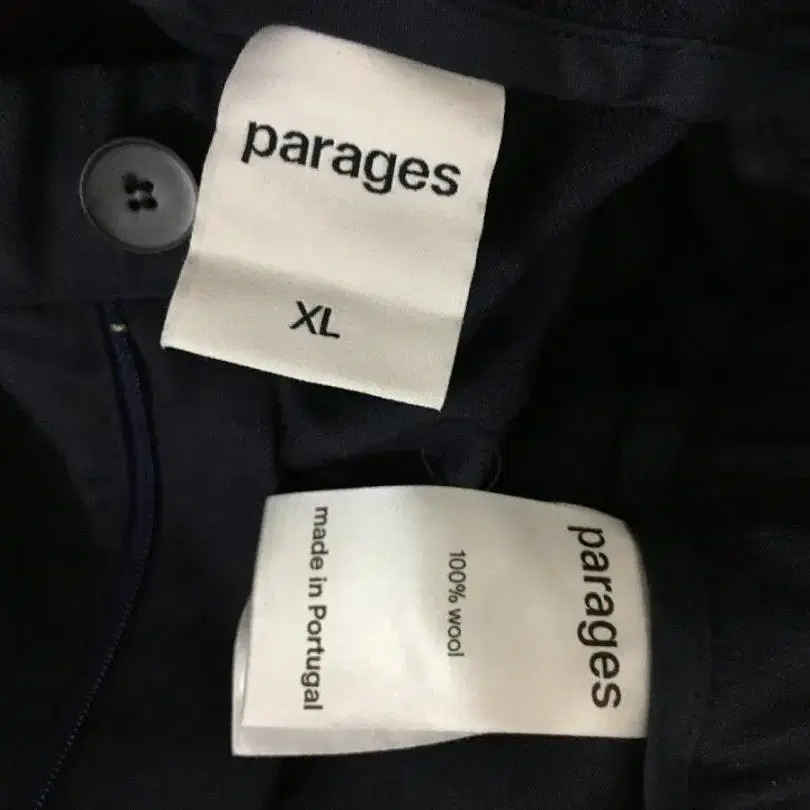 parages
XL
parages
100% wool
made in Portugal